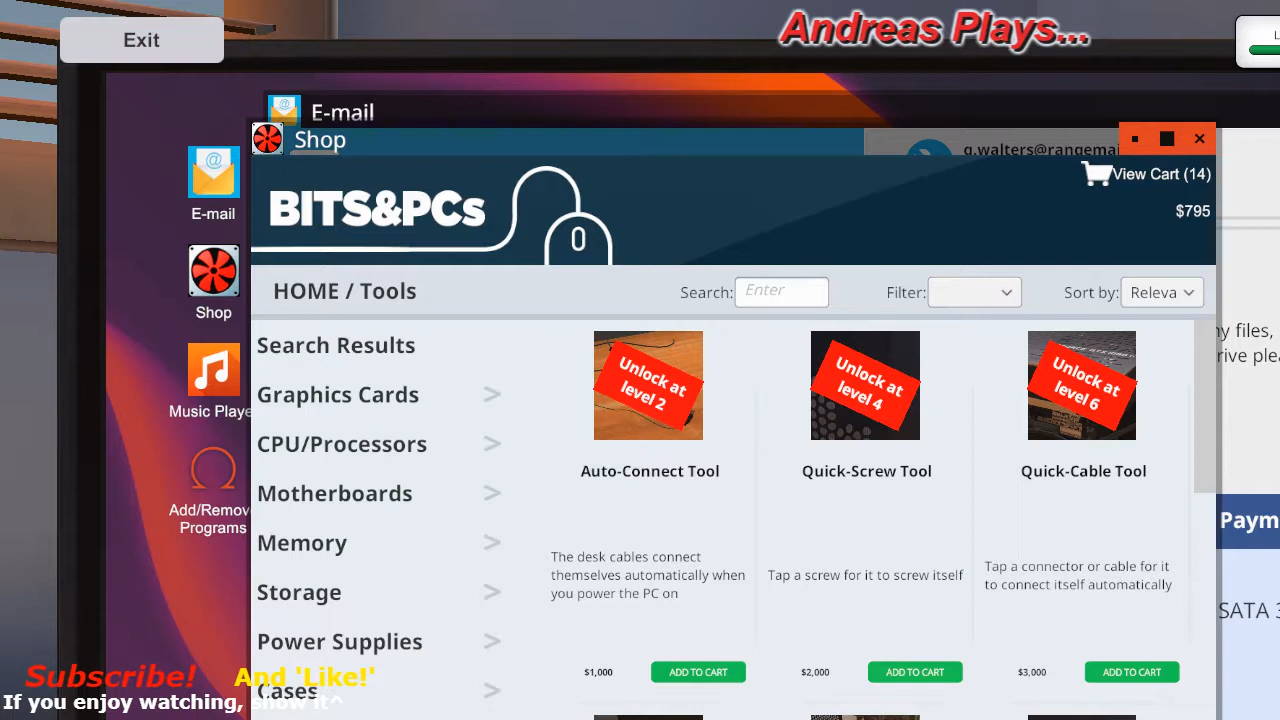 Andreas Plays...
Exit
L
E-mail
Shop
g.walters@rangemai
View Cart (14)
BITS&PCs
$795
E-mail
Shop
Music Playe
Add/Remov
Programs
HOME / Tools
Search:
Enter
Filter:
Sort by:
Releva
Search Results
Graphics Cards >
CPU/Processors >
Motherboards >
Memory >
Storage >
Power Supplies >
Cases >
Unlock at
level 2
Auto-Connect Tool
The desk cables connect
themselves automatically when
you power the PC on
$1,000
ADD TO CART
Unlock at
level 4
Quick-Screw Tool
Tap a screw for it to screw itself
$2,000
ADD TO CART
Unlock at
level 6
Quick-Cable Tool
Tap a connector or cable for it
to connect itself automatically
$3,000
ADD TO CART
ny files,
rive plea
Paym
SATA 3
Subscribe! And 'Like!'
If you enjoy watching, show it^